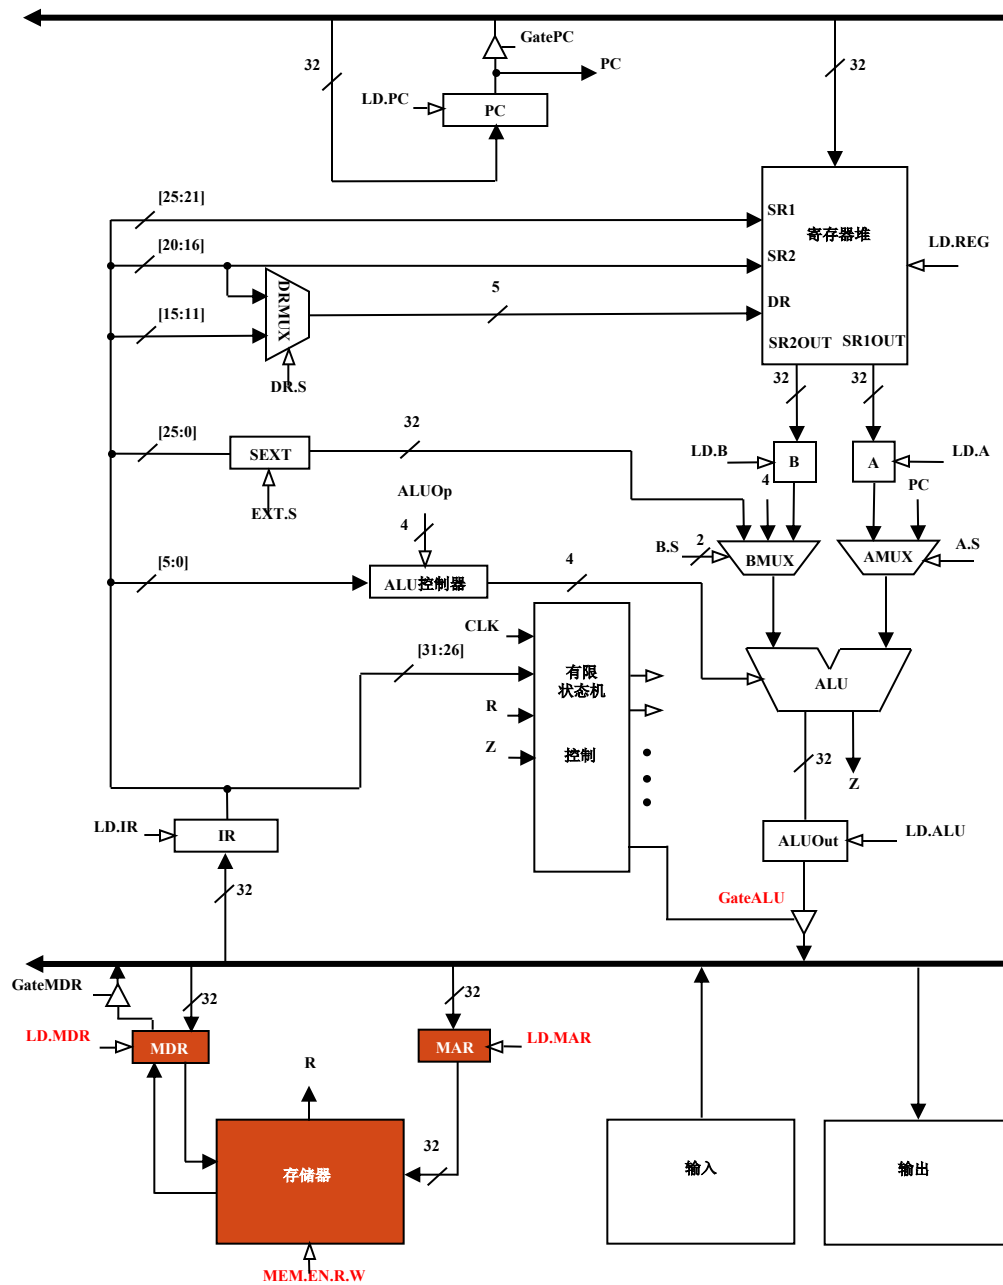 GatePC
32
PC
32
LD.PC
PC
[25:21]
SR1
寄存器堆
[20:16]
SR2
LD.REG
DRMUX
5
DR
[15:11]
SR2OUT
SR1OUT
DR.S
32
32
[25:0]
32
SEXT
LD.B
B
A
LD.A
ALUOp
4
PC
EXT.S
4
B.S
2
BMUX
AMUX
A.S
[5:0]
ALU控制器
4
CLK
[31:26]
有限
状态机
ALU
R
Z
控制
32
Z
LD.IR
IR
ALUOut
LD.ALU
32
GateALU
GateMDR
32
32
LD.MDR
MDR
MAR
LD.MAR
R
32
存储器
输入
输出
MEM.EN.R.W